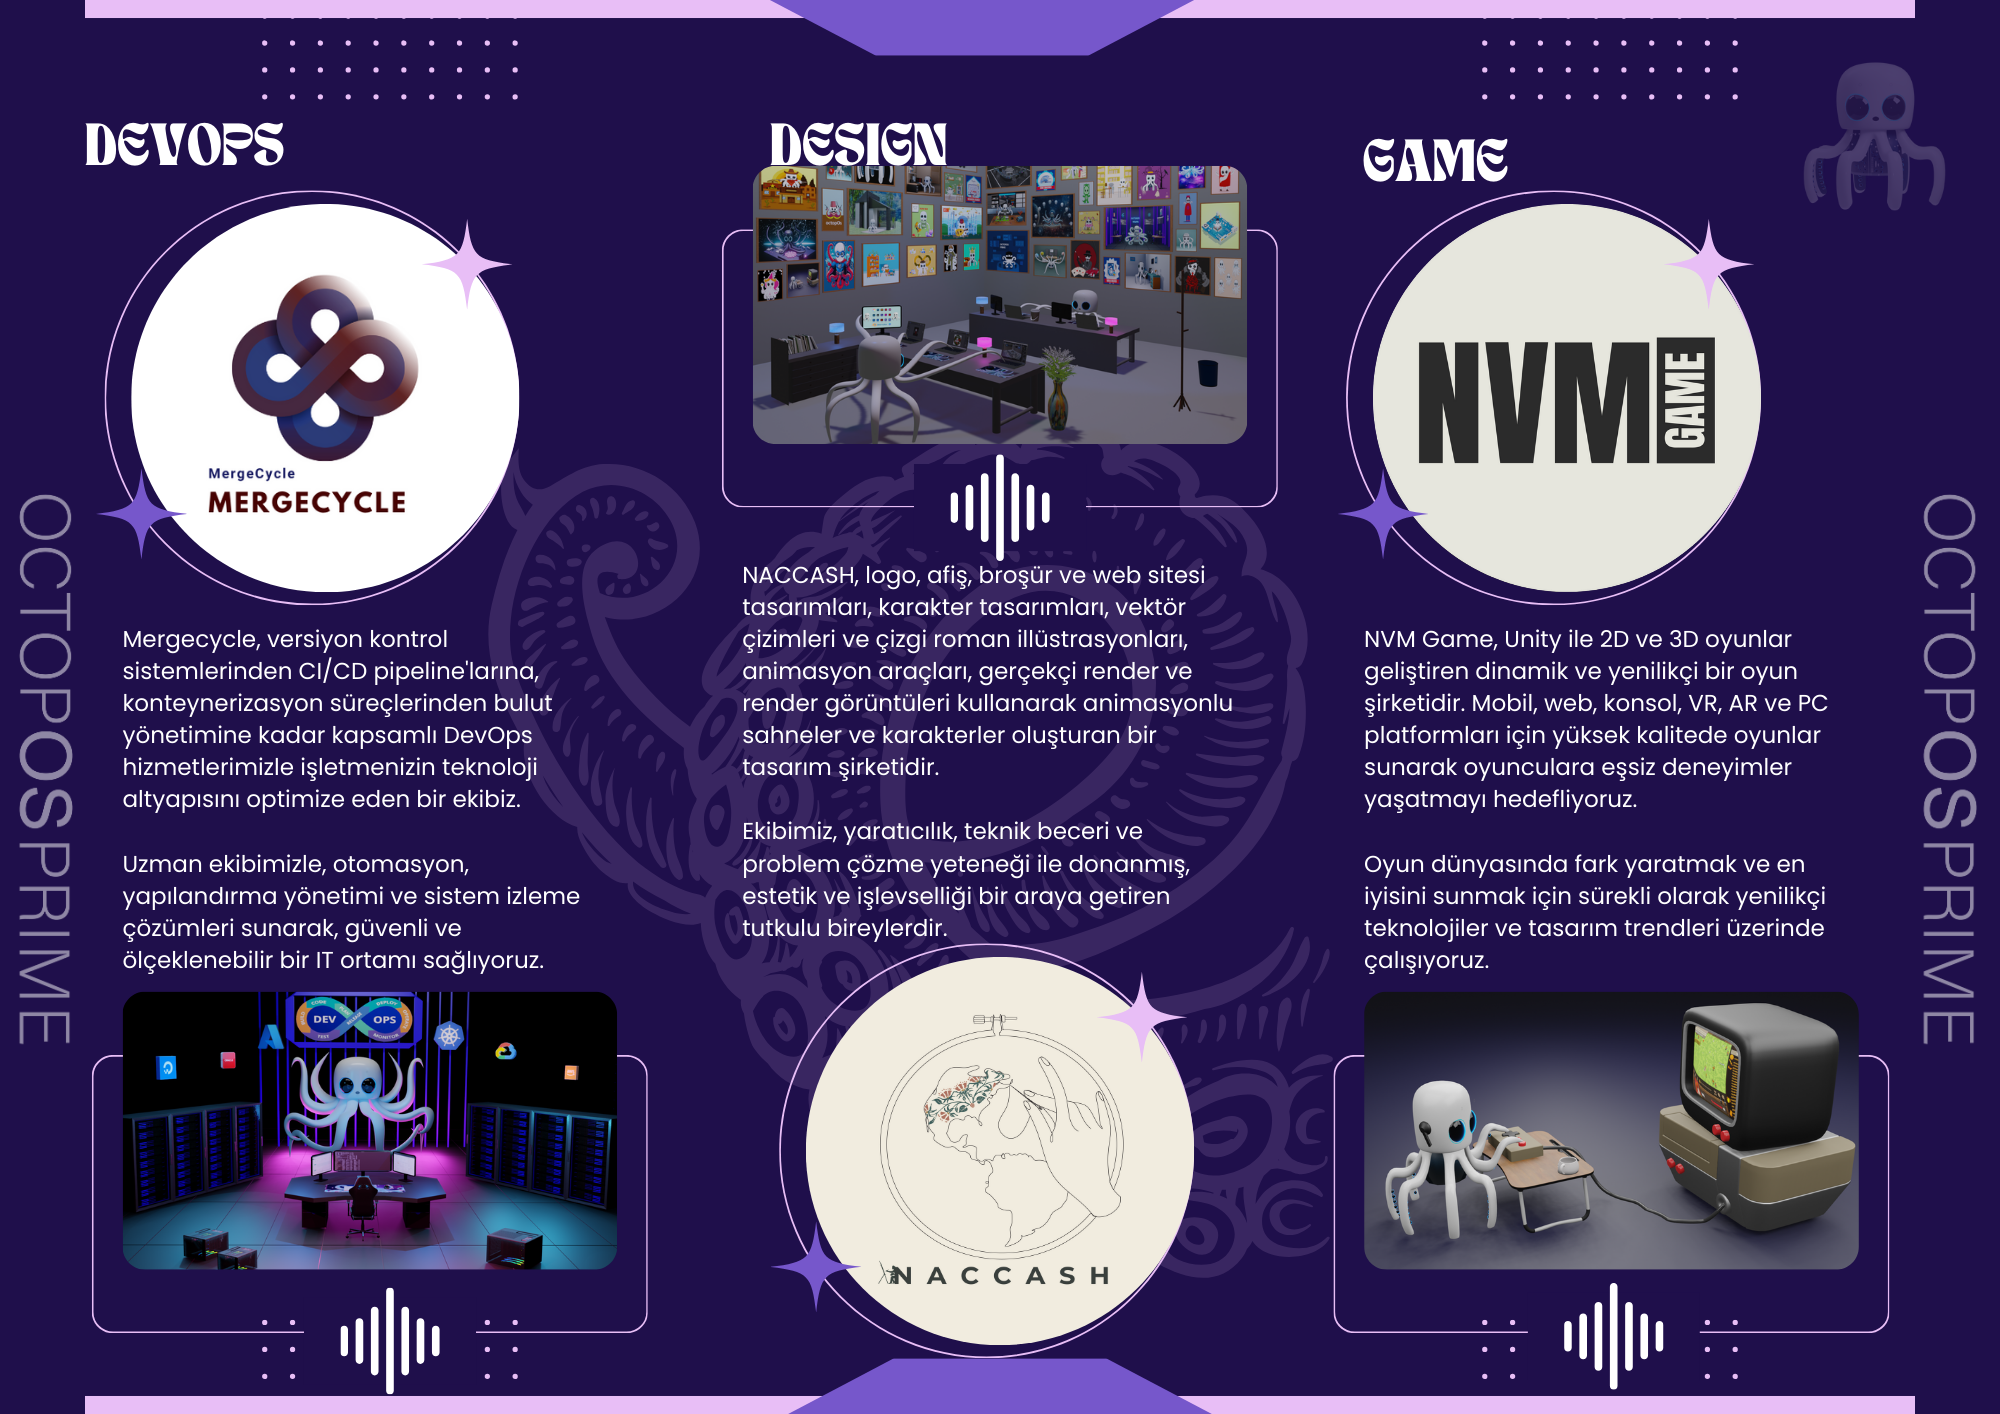 DEVOPS
MergeCycle
MERGECYCLE
Mergecycle, versiyon kontrol
sistemlerinden CI/CD pipeline'larına,
konteynerizasyon süreçlerinden bulut
yönetimine kadar kapsamlı DevOps
hizmetlerimizle işletmenizin teknoloji
altyapısını optimize eden bir ekibiz.
Uzman ekibimizle, otomasyon,
yapılandırma yönetimi ve sistem izleme
çözümleri sunarak, güvenli ve
ölçeklenebilir bir IT ortamı sağlıyoruz.
DEV OPS
DESIGN
NACCASH, logo, afiş, broşür ve web sitesi
tasarımları, karakter tasarımları, vektör
çizimleri ve çizgi roman illüstrasyonları,
animasyon araçları, gerçekçi render ve
render görüntüleri kullanarak animasyonlu
sahneler ve karakterler oluşturan bir
tasarım şirketidir.
Ekibimiz, yaratıcılık, teknik beceri ve
problem çözme yeteneği ile donanmış,
estetik ve işlevselliği bir araya getiren
tutkulu bireylerdir.
NACCASH
GAME
NVM GAME
NVM Game, Unity ile 2D ve 3D oyunlar
geliştiren dinamik ve yenilikçi bir oyun
şirketidir. Mobil, web, konsol, VR, AR ve PC
platformları için yüksek kalitede oyunlar
sunarak oyunculara eşsiz deneyimler
yaşatmayı hedefliyoruz.
Oyun dünyasında fark yaratmak ve en
iyisini sunmak için sürekli olarak yenilikçi
teknolojiler ve tasarım trendleri üzerinde
çalışıyoruz.
OCTOPOSPRIME
OCTOPOSPRIME